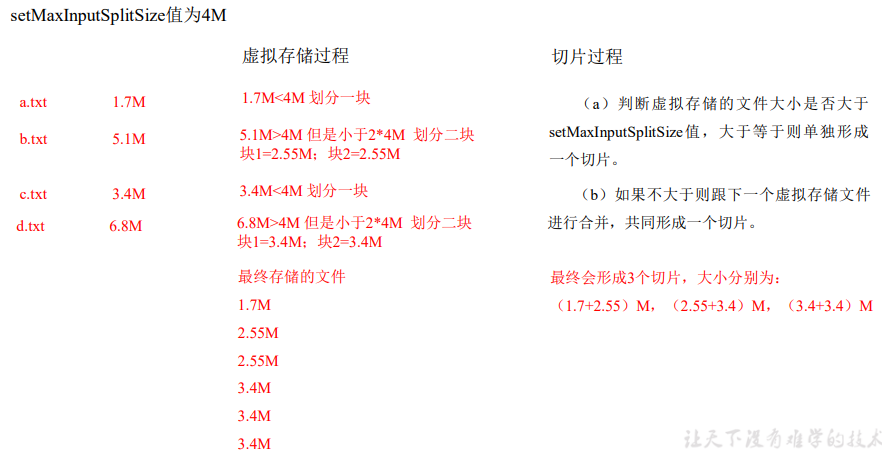 setMaxInputSplitSize值为4M
虚拟存储过程
切片过程
a.txt 1.7M 1.7M<4M 划分一块
b.txt 5.1M 5.1M>4M 但是小于2*4M 划分二块
块1=2.55M；块2=2.55M
c.txt 3.4M 3.4M<4M 划分一块
d.txt 6.8M 6.8M>4M 但是小于2*4M 划分二块
块1=3.4M；块2=3.4M
最终存储的文件
1.7M
2.55M
2.55M
3.4M
3.4M
3.4M
（a）判断虚拟存储的文件大小是否大于
setMaxInputSplitSize值，大于等于则单独形成
一个切片。
（b）如果不大于则跟下一个虚拟存储文件
进行合并，共同形成一个切片。
最终会形成3个切片，大小分别为：
（1.7+2.55）M，（2.55+3.4）M，（3.4+3.4）M
让天下没有难学的技术